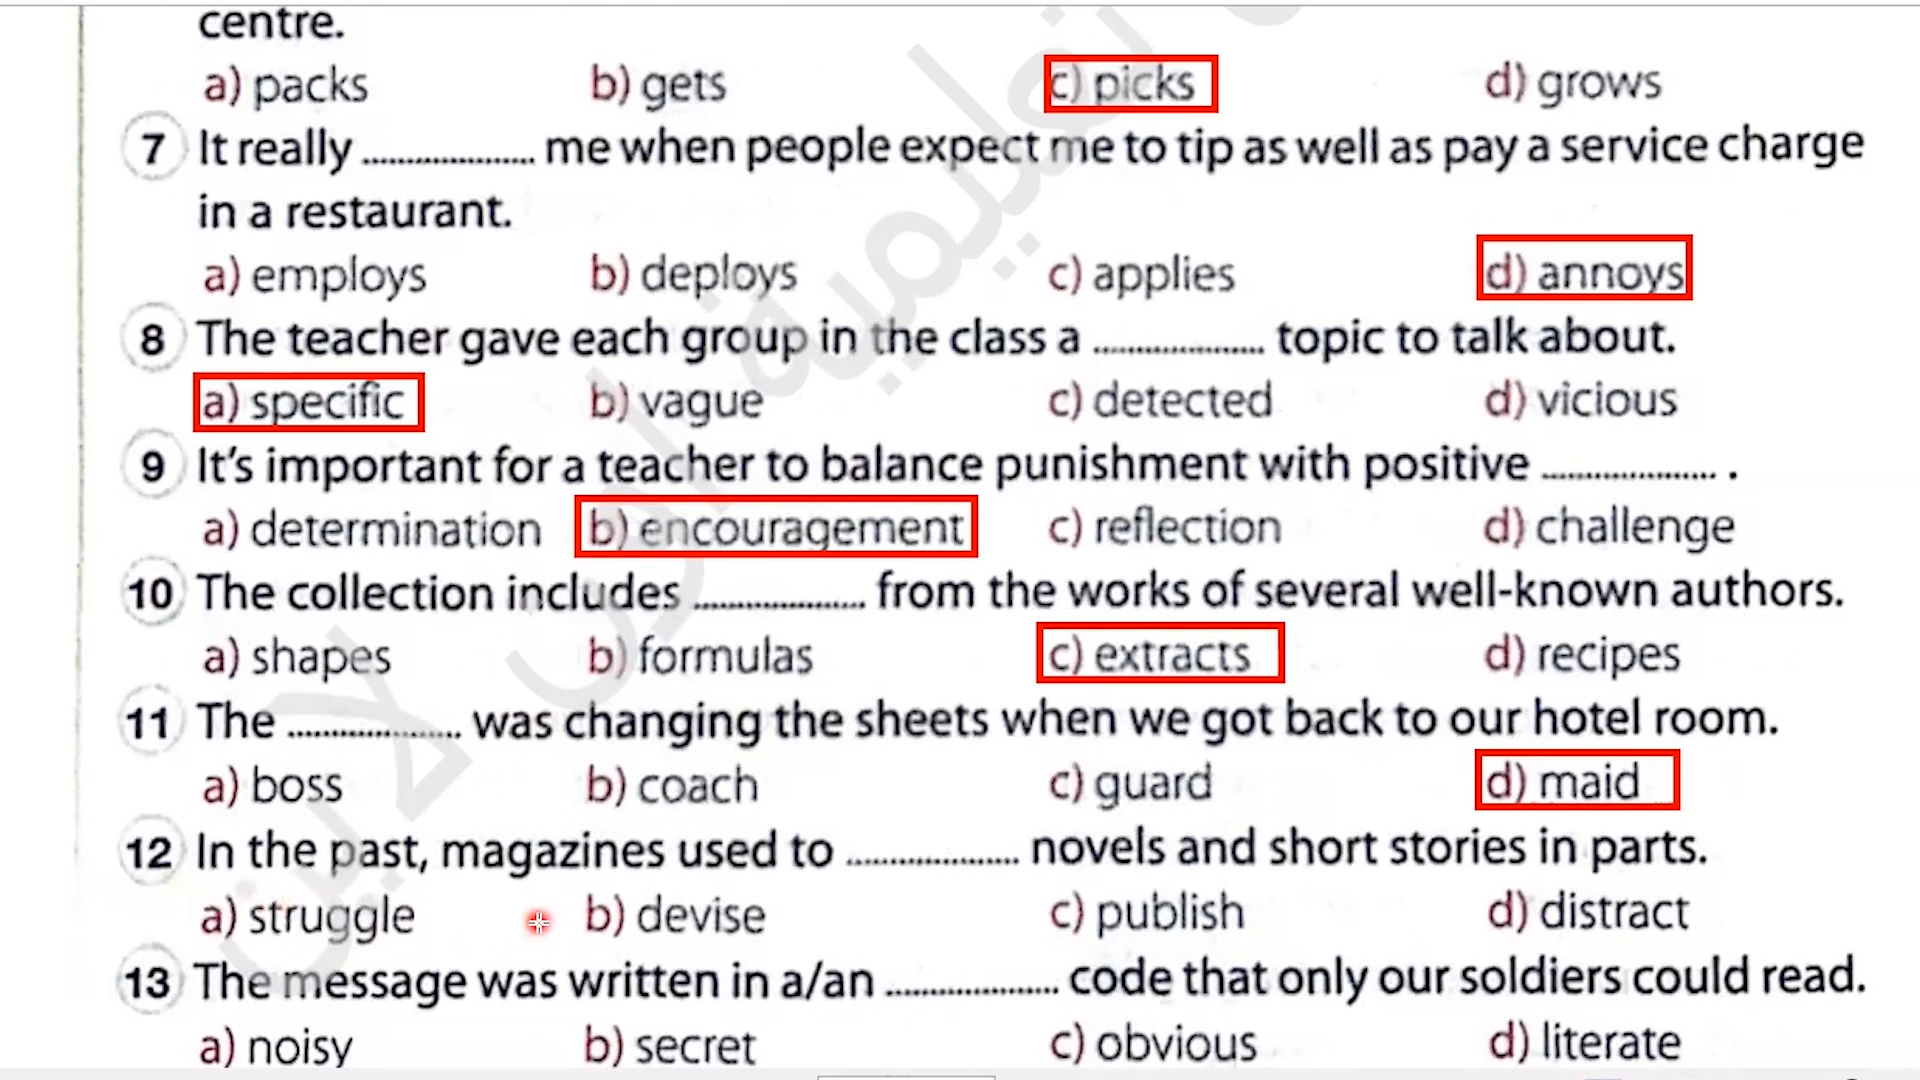 centre.
a) packs b) gets c) picks d) grows
7 It really .................... me when people expect me to tip as well as pay a service charge
in a restaurant.
a) employs b) deploys c) applies d) annoys
8 The teacher gave each group in the class a .................... topic to talk about.
a) specific b) vague c) detected d) vicious
9 It's important for a teacher to balance punishment with positive .................... .
a) determination b) encouragement c) reflection d) challenge
10 The collection includes .................... from the works of several well-known authors.
a) shapes b) formulas c) extracts d) recipes
11 The .................... was changing the sheets when we got back to our hotel room.
a) boss b) coach c) guard d) maid
12 In the past, magazines used to .................... novels and short stories in parts.
a) struggle b) devise c) publish d) distract
13 The message was written in a/an .................... code that only our soldiers could read.
a) noisy b) secret c) obvious d) literate